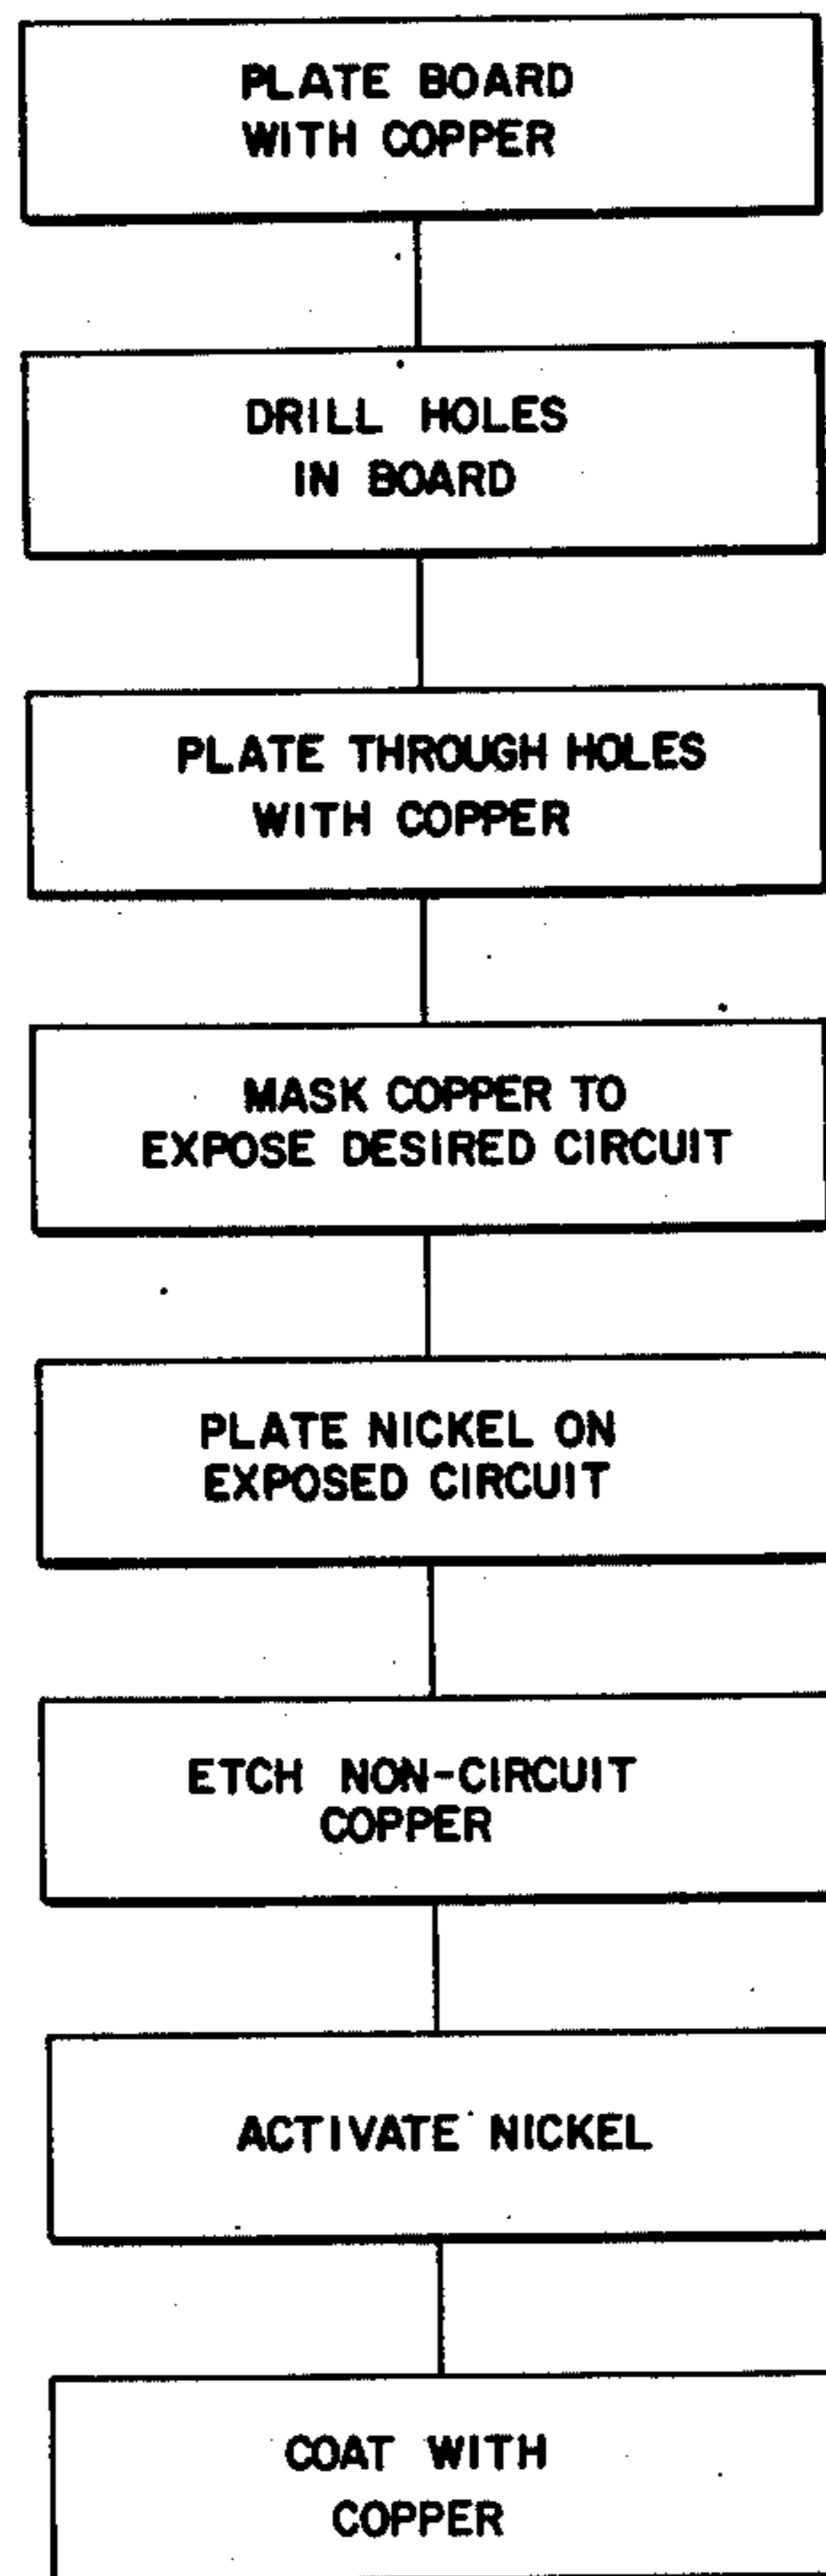 PLATE BOARD
WITH COPPER
DRILL HOLES
IN BOARD
PLATE THROUGH HOLES
WITH COPPER
MASK COPPER TO
EXPOSE DESIRED CIRCUIT
PLATE NICKEL ON
EXPOSED CIRCUIT
ETCH NON-CIRCUIT
COPPER
ACTIVATE NICKEL
COAT WITH
COPPER